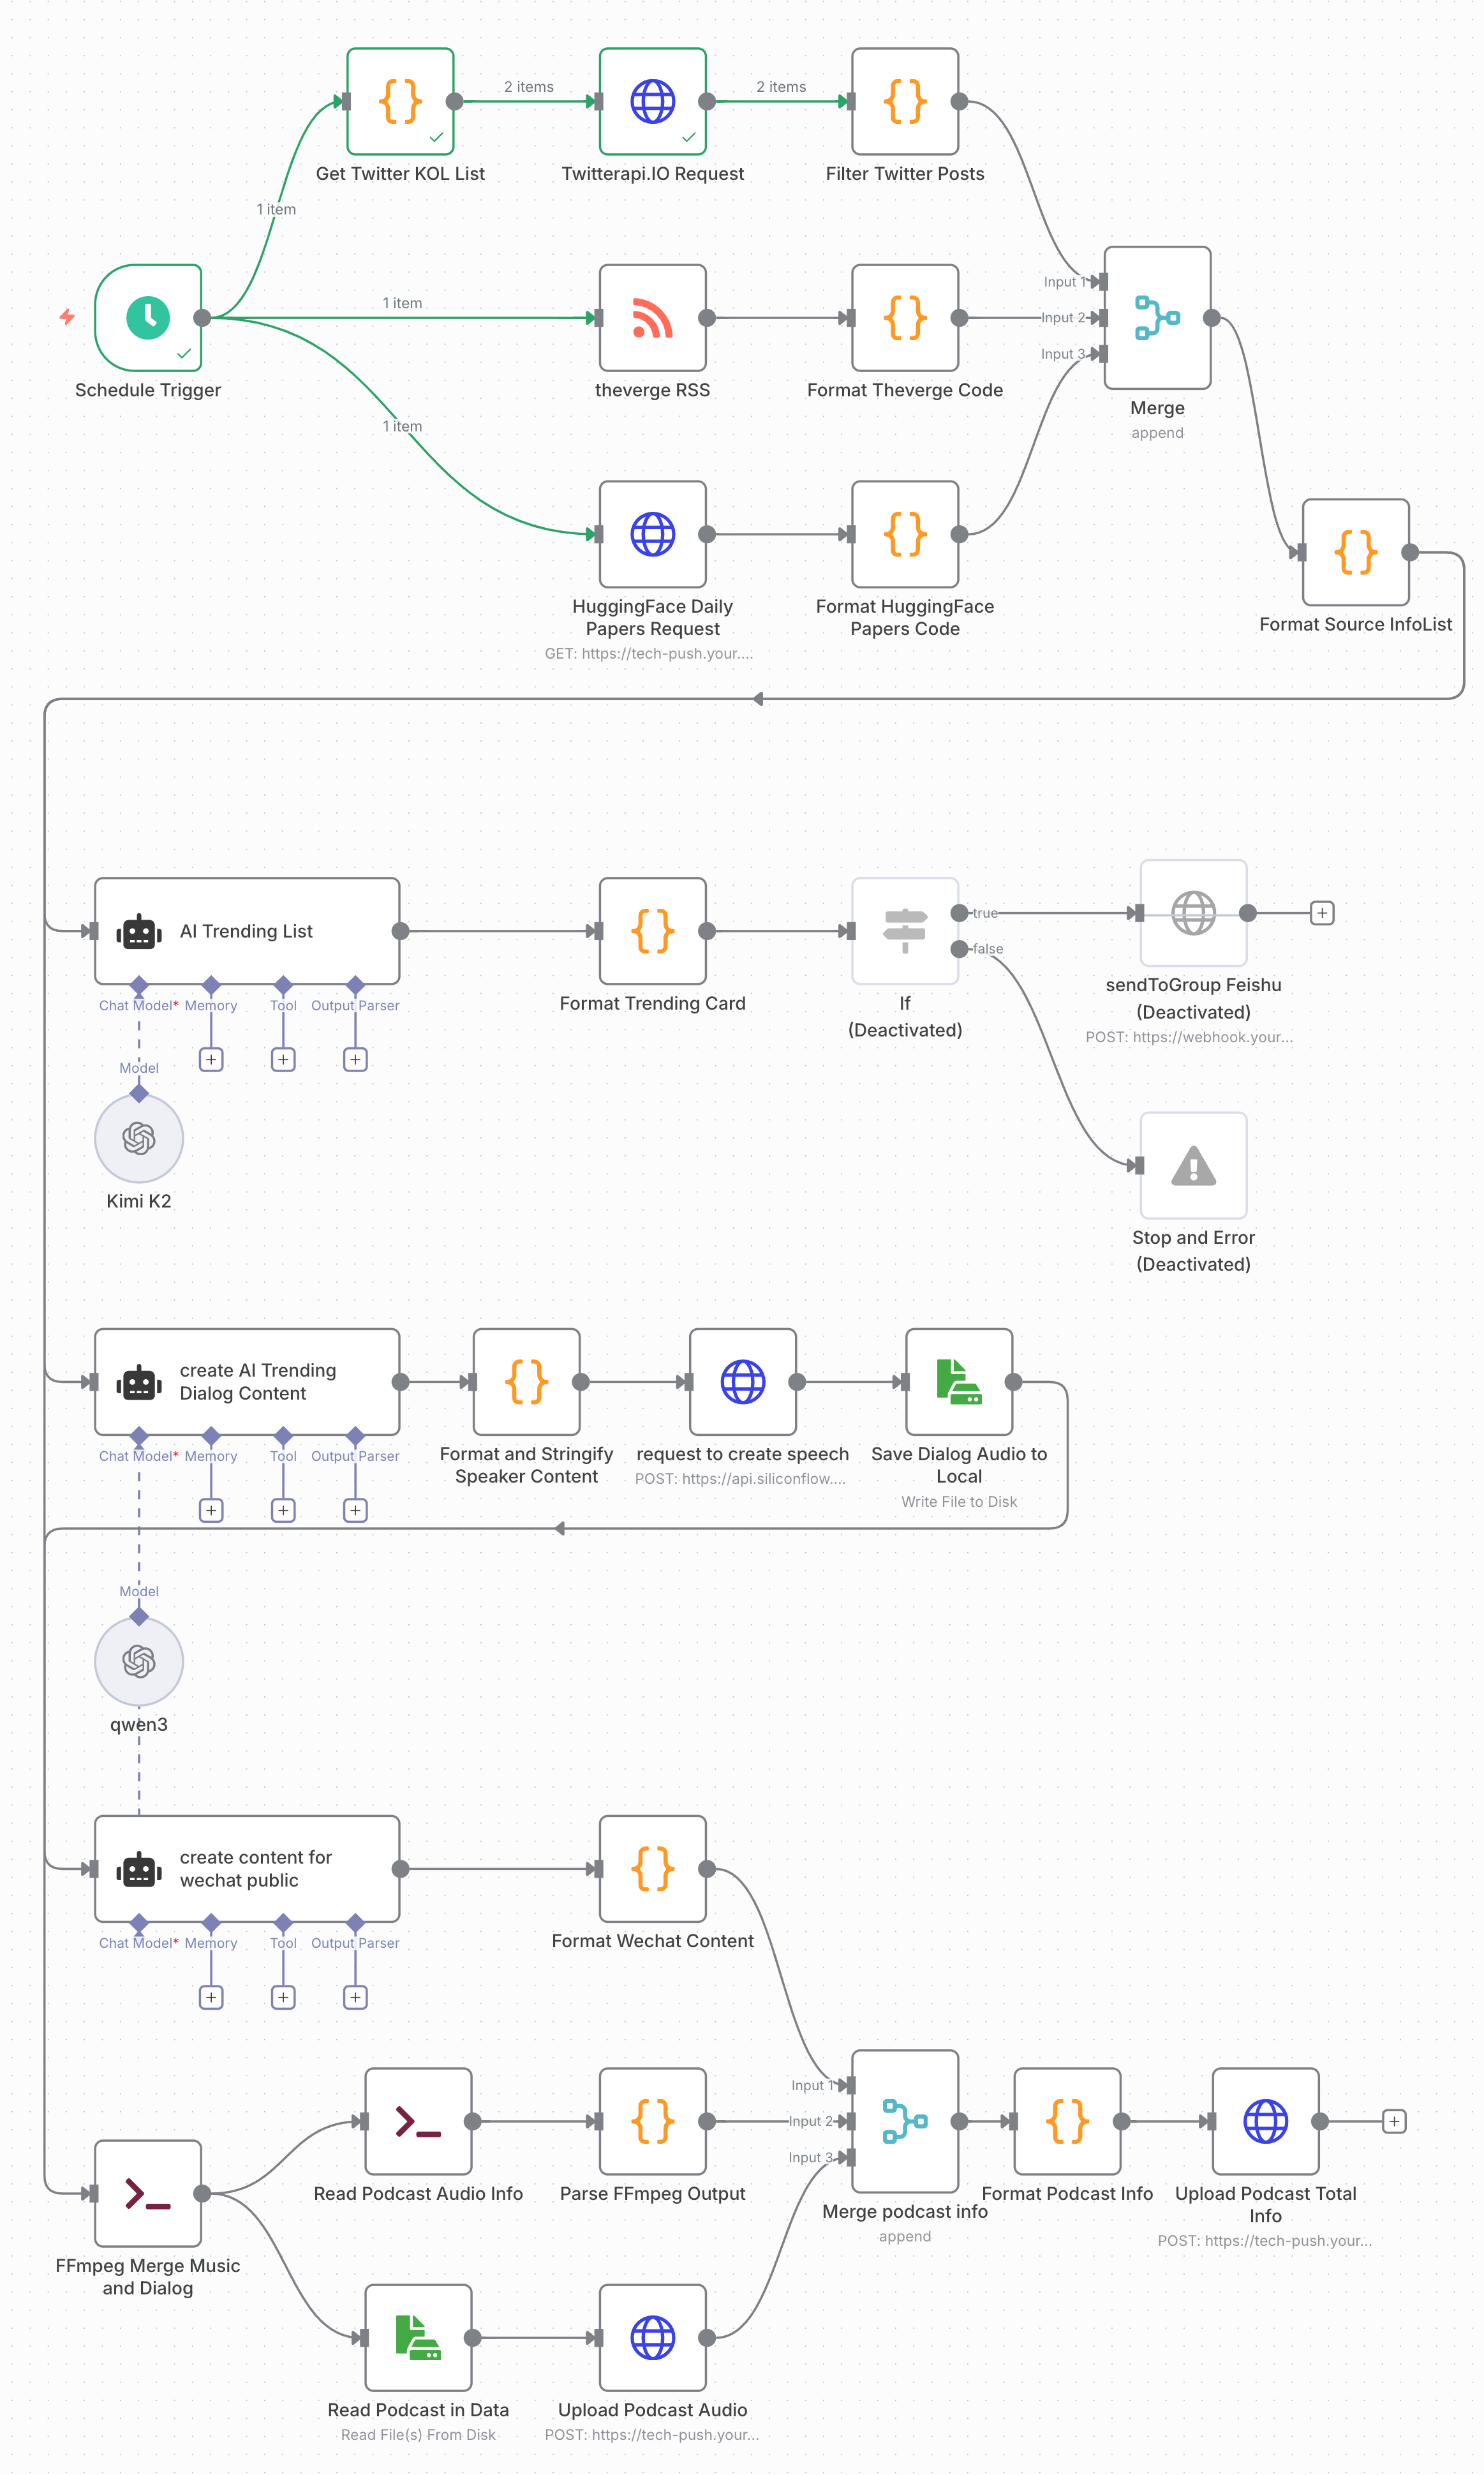 2 items
2 items
Get Twitter KOL List
Twitterapi.IO Request
Filter Twitter Posts
1 item
Input 1
1 item
Input 2
Input 3
Schedule Trigger
theverge RSS
Format Theverge Code
Merge
append
1 item
HuggingFace Daily
Papers Request
GET: https://tech-push.your....
Format HuggingFace
Papers Code
Format Source InfoList
AI Trending List
true
false
Chat Model* Memory Tool Output Parser
Format Trending Card
If
(Deactivated)
sendToGroup Feishu
(Deactivated)
POST: https://webhook.your...
Model
Kimi K2
Stop and Error
(Deactivated)
create AI Trending
Dialog Content
Chat Model* Memory Tool Output Parser
Format and Stringify
Speaker Content
request to create speech
POST: https://api.siliconflow....
Save Dialog Audio to
Local
Write File to Disk
Model
qwen3
create content for
wechat public
Chat Model* Memory Tool Output Parser
Format Wechat Content
Input 1
Input 2
Input 3
Read Podcast Audio Info
Parse FFmpeg Output
Merge podcast info
append
Format Podcast Info
Upload Podcast Total
Info
POST: https://tech-push.your...
FFmpeg Merge Music
and Dialog
Read Podcast in Data
Read File(s) From Disk
Upload Podcast Audio
POST: https://tech-push.your...